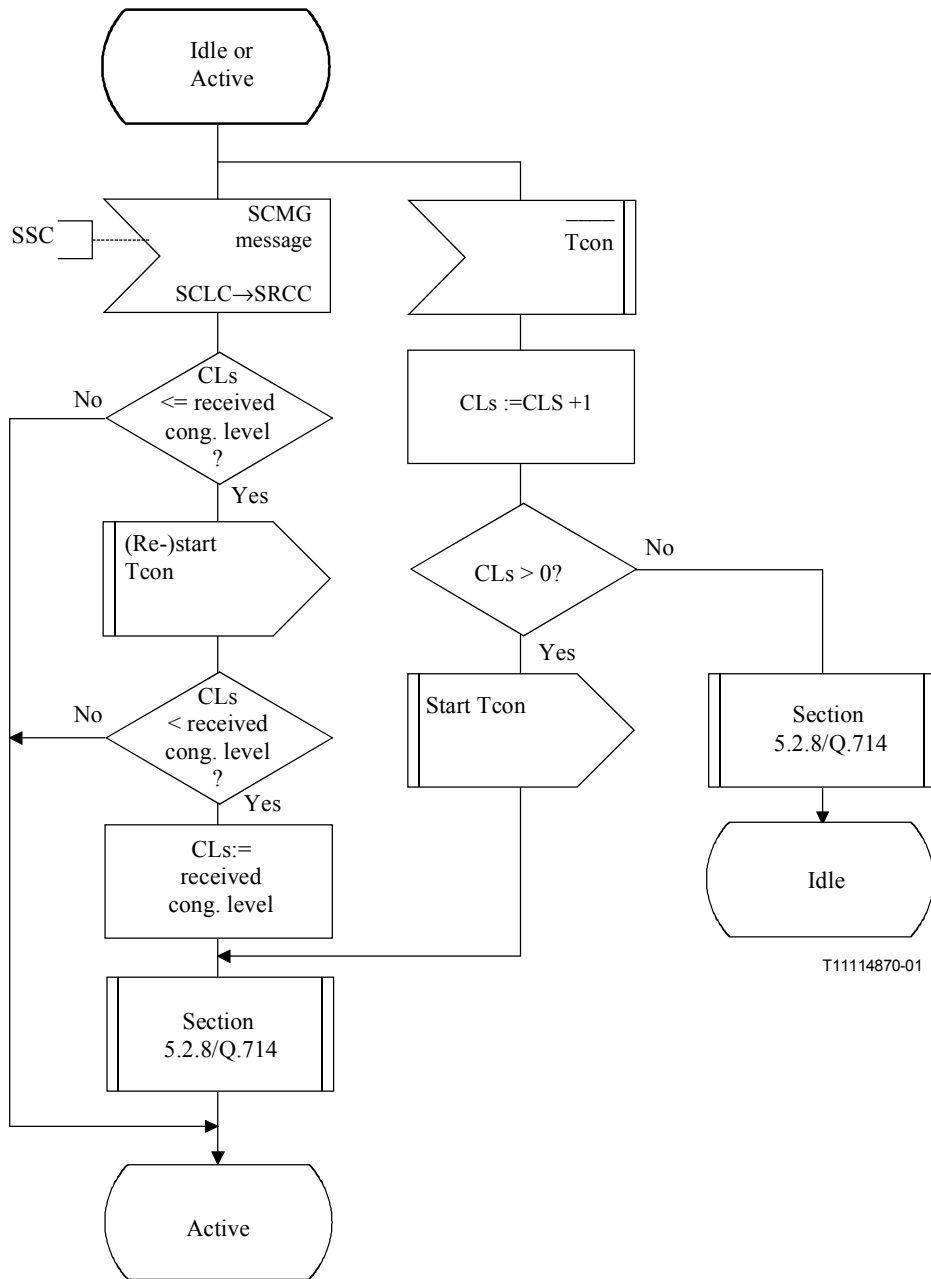 Idle or
Active
SSC
SCMG
message
SCLC→SRCC
Tcon
CLs
<= received
cong. level
?
No
Yes
CLs :=CLS +1
(Re-)start
Tcon
CLs > 0?
No
Yes
CLs
< received
cong. level
?
No
Yes
Start Tcon
Section
5.2.8/Q.714
CLs:=
received
cong. level
Idle
T11114870-01
Section
5.2.8/Q.714
Active